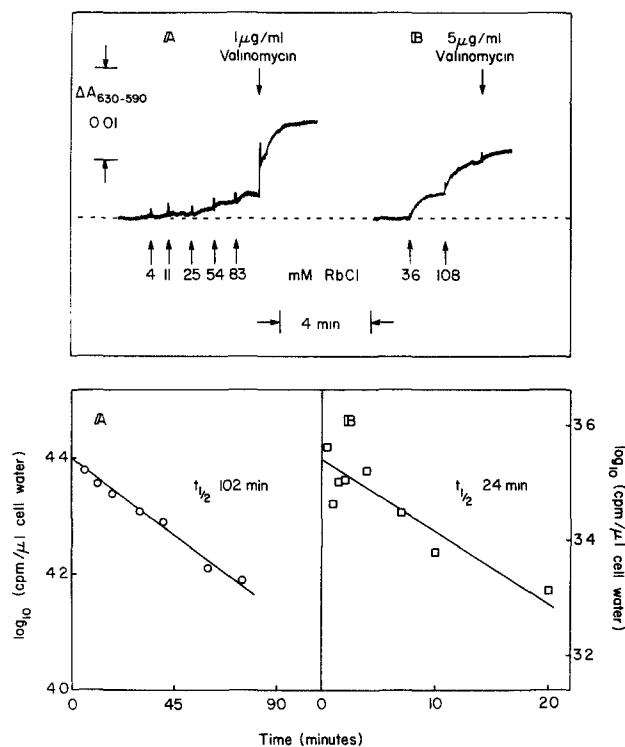 A
1μg/ml
Valinomycin
B
5μg/ml
Valinomycin
ΔA630-590
0 01
4 11 25 54 83 mM RbCl 36 108
4 min
A
B
t1/2 102 min
t1/2 24 min
log10 (cpm/μl cell water)
4 4
4 2
4 0
0 45 90
0 10 20
3 6
3 4
3 2
log10 (cpm/μl cell water)
Time (minutes)